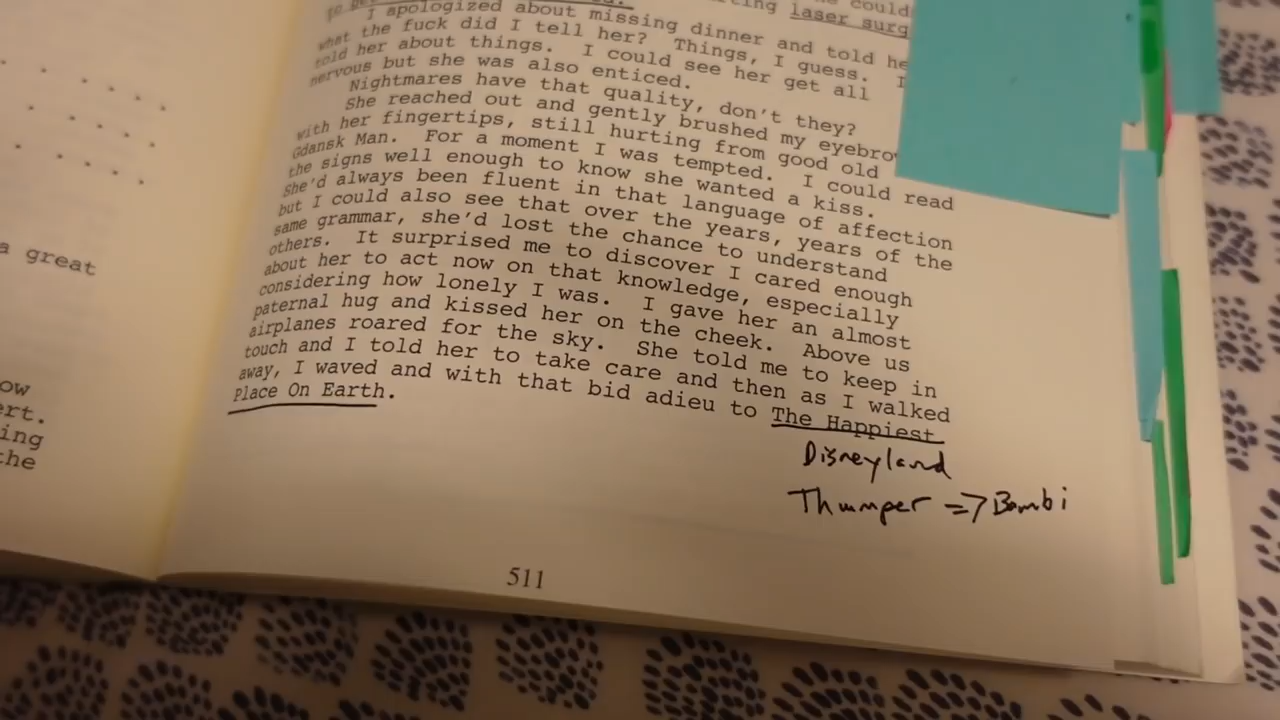 a great
ow
ert.
ing
the
laser surg
I apologized about missing dinner and told he
what the fuck did I tell her? Things, I guess. I
told her about things. I could see her get all
nervous but she was also enticed.
Nightmares have that quality, don't they?
She reached out and gently brushed my eyebro
with her fingertips, still hurting from good old
Gdansk Man. For a moment I was tempted. I could read
the signs well enough to know she wanted a kiss.
She'd always been fluent in that language of affection
but I could also see that over the years, years of the
same grammar, she'd lost the chance to understand
others. It surprised me to discover I cared enough
about her to act now on that knowledge, especially
considering how lonely I was. I gave her an almost
paternal hug and kissed her on the cheek. Above us
airplanes roared for the sky. She told me to keep in
touch and I told her to take care and then as I walked
away, I waved and with that bid adieu to The Happiest
Place On Earth.
Disneyland
Thumper => Bambi
511